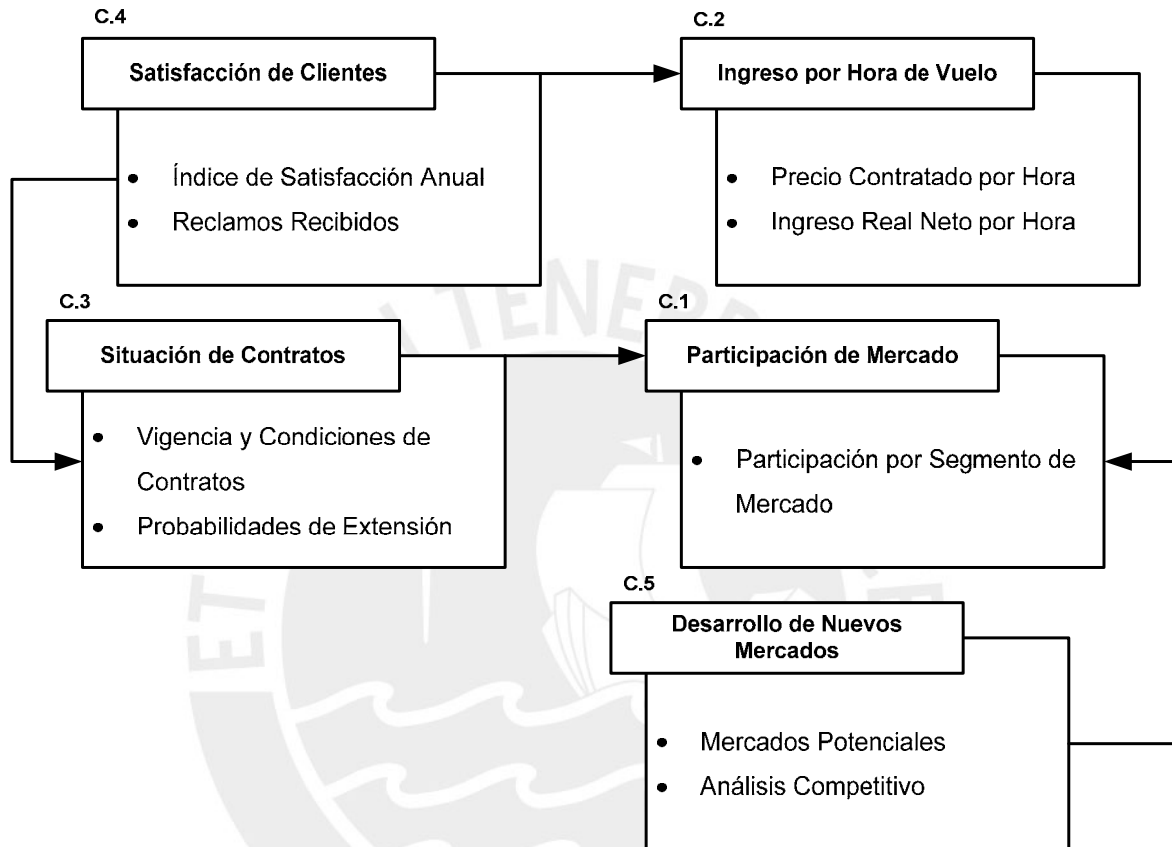 C.4
Satisfacción de Clientes
• Índice de Satisfacción Anual
• Reclamos Recibidos
C.2
Ingreso por Hora de Vuelo
• Precio Contratado por Hora
• Ingreso Real Neto por Hora
C.3
Situación de Contratos
• Vigencia y Condiciones de
Contratos
• Probabilidades de Extensión
C.1
Participación de Mercado
• Participación por Segmento de
Mercado
C.5
Desarrollo de Nuevos
Mercados
• Mercados Potenciales
• Análisis Competitivo
ET
TENEBR